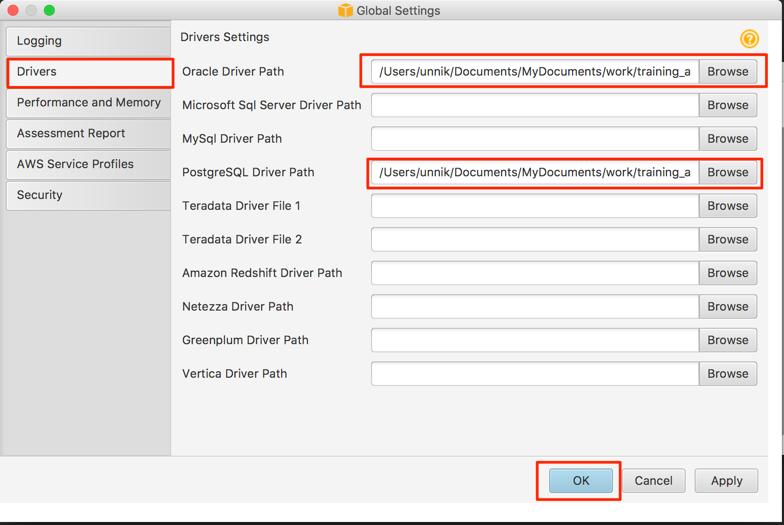 Global Settings
Logging
Drivers
Performance and Memory
Assessment Report
AWS Service Profiles
Security
Drivers Settings
?
Oracle Driver Path /Users/unnik/Documents/MyDocuments/work/training_a Browse
Microsoft Sql Server Driver Path Browse
MySql Driver Path Browse
PostgreSQL Driver Path /Users/unnik/Documents/MyDocuments/work/training_a Browse
Teradata Driver File 1 Browse
Teradata Driver File 2 Browse
Amazon Redshift Driver Path Browse
Netezza Driver Path Browse
Greenplum Driver Path Browse
Vertica Driver Path Browse
OK Cancel Apply